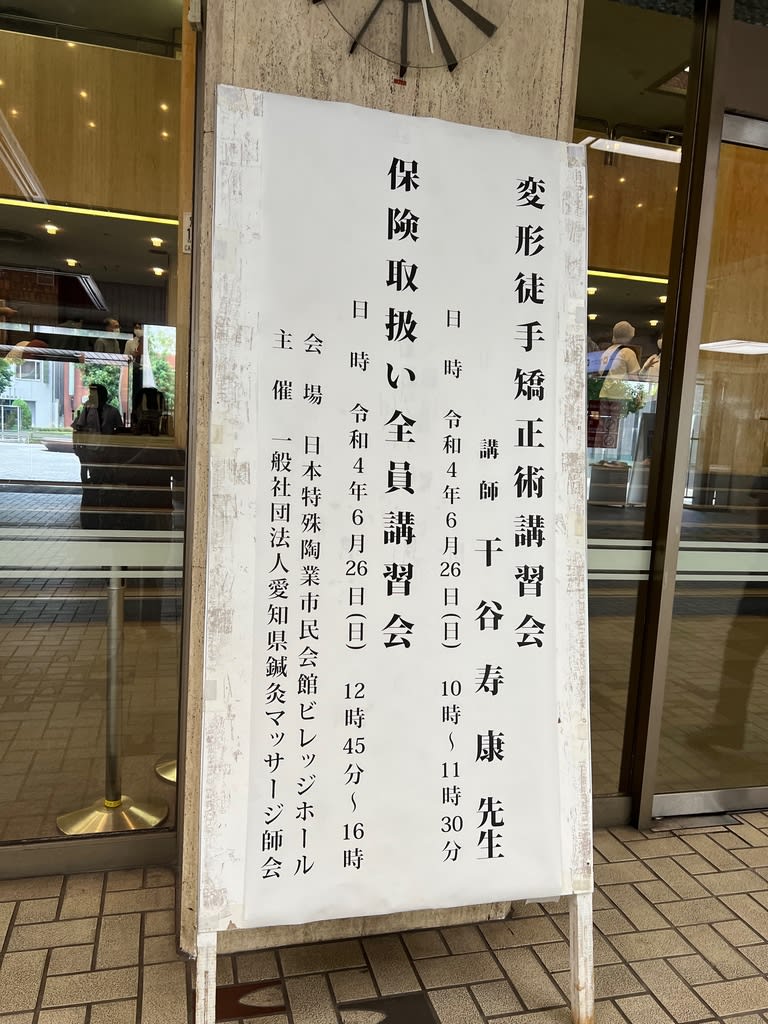 変形徒手矯正術講習会
講師 干谷寿康 先生
日時 令和4年6月26日(日) 10時～11時30分
保険取扱い全員講習会
日時 令和4年6月26日(日) 12時45分～16時
会場 日本特殊陶業市民会館ビレッジホール
主催 一般社団法人愛知県鍼灸マッサージ師会